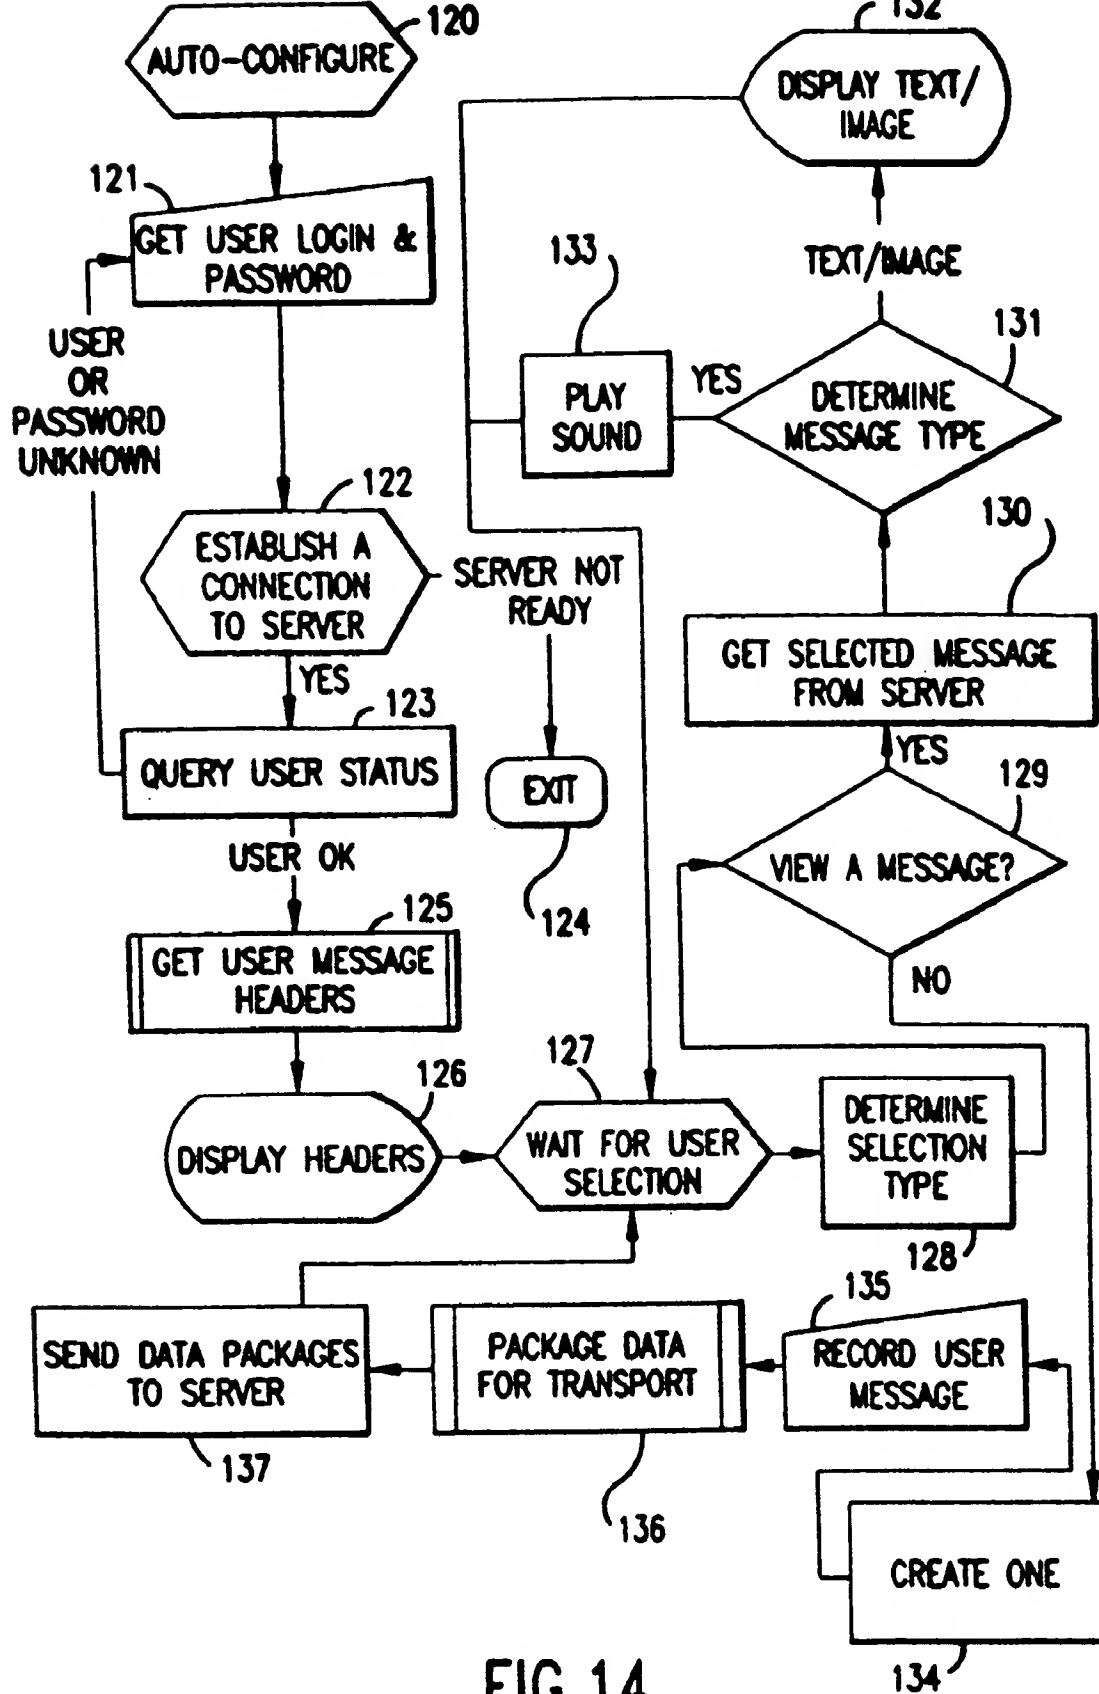 120
AUTO-CONFIGURE
121
GET USER LOGIN &
PASSWORD
USER
OR
PASSWORD
UNKNOWN
122
ESTABLISH A
CONNECTION
TO SERVER
SERVER NOT
READY
YES
123
QUERY USER STATUS
EXIT
124
USER OK
125
GET USER MESSAGE
HEADERS
126
DISPLAY HEADERS
127
WAIT FOR USER
SELECTION
DETERMINE
SELECTION
TYPE
128
129
VIEW A MESSAGE?
YES
NO
130
GET SELECTED MESSAGE
FROM SERVER
131
DETERMINE
MESSAGE TYPE
YES
133
PLAY
SOUND
TEXT/IMAGE
132
DISPLAY TEXT/
IMAGE
CREATE ONE
134
135
RECORD USER
MESSAGE
PACKAGE DATA
FOR TRANSPORT
136
SEND DATA PACKAGES
TO SERVER
137
FIG.14